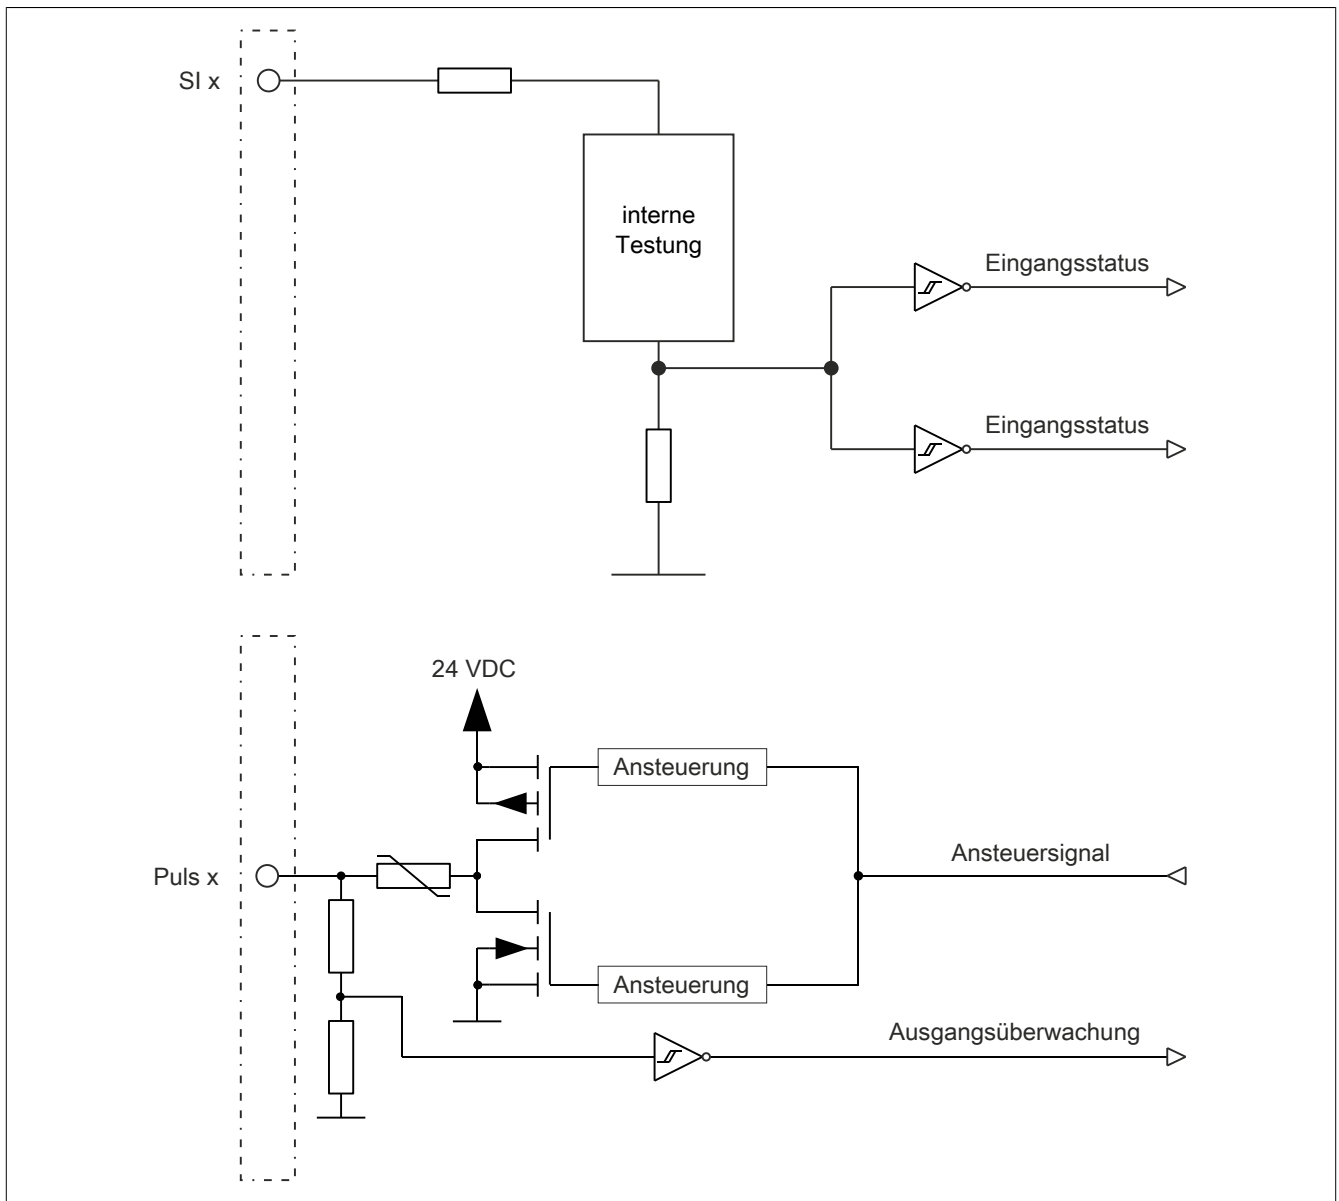 SI x
interne
Testung
Eingangsstatus
Eingangsstatus
24 VDC
Ansteuerung
Ansteuersignal
Puls x
Ansteuerung
Ausgangsüberwachung